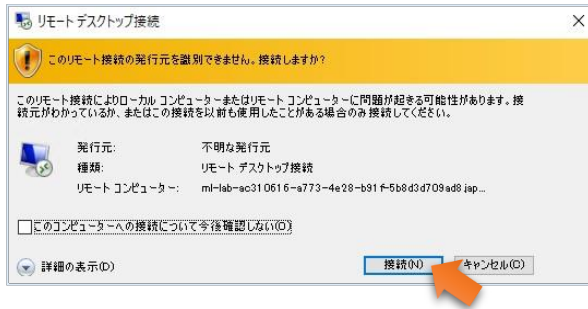 リモート デスクトップ接続
このリモート接続の発行元を識別できません。接続しますか?
このリモート接続によりローカル コンピューターまたはリモート コンピューターに問題が起きる可能性があります。接
続元がわかっているか、またはこの接続を以前も使用したことがある場合のみ接続してください。
発行元: 不明な発行元
種類: リモート デスクトップ接続
リモート コンピューター: ml-lab-ac310616-a773-4e28-b91f-5b8d3d709ad8.jap...
このコンピューターへの接続について今後確認しない(O)
詳細の表示(D) 接続(N) キャンセル(C)